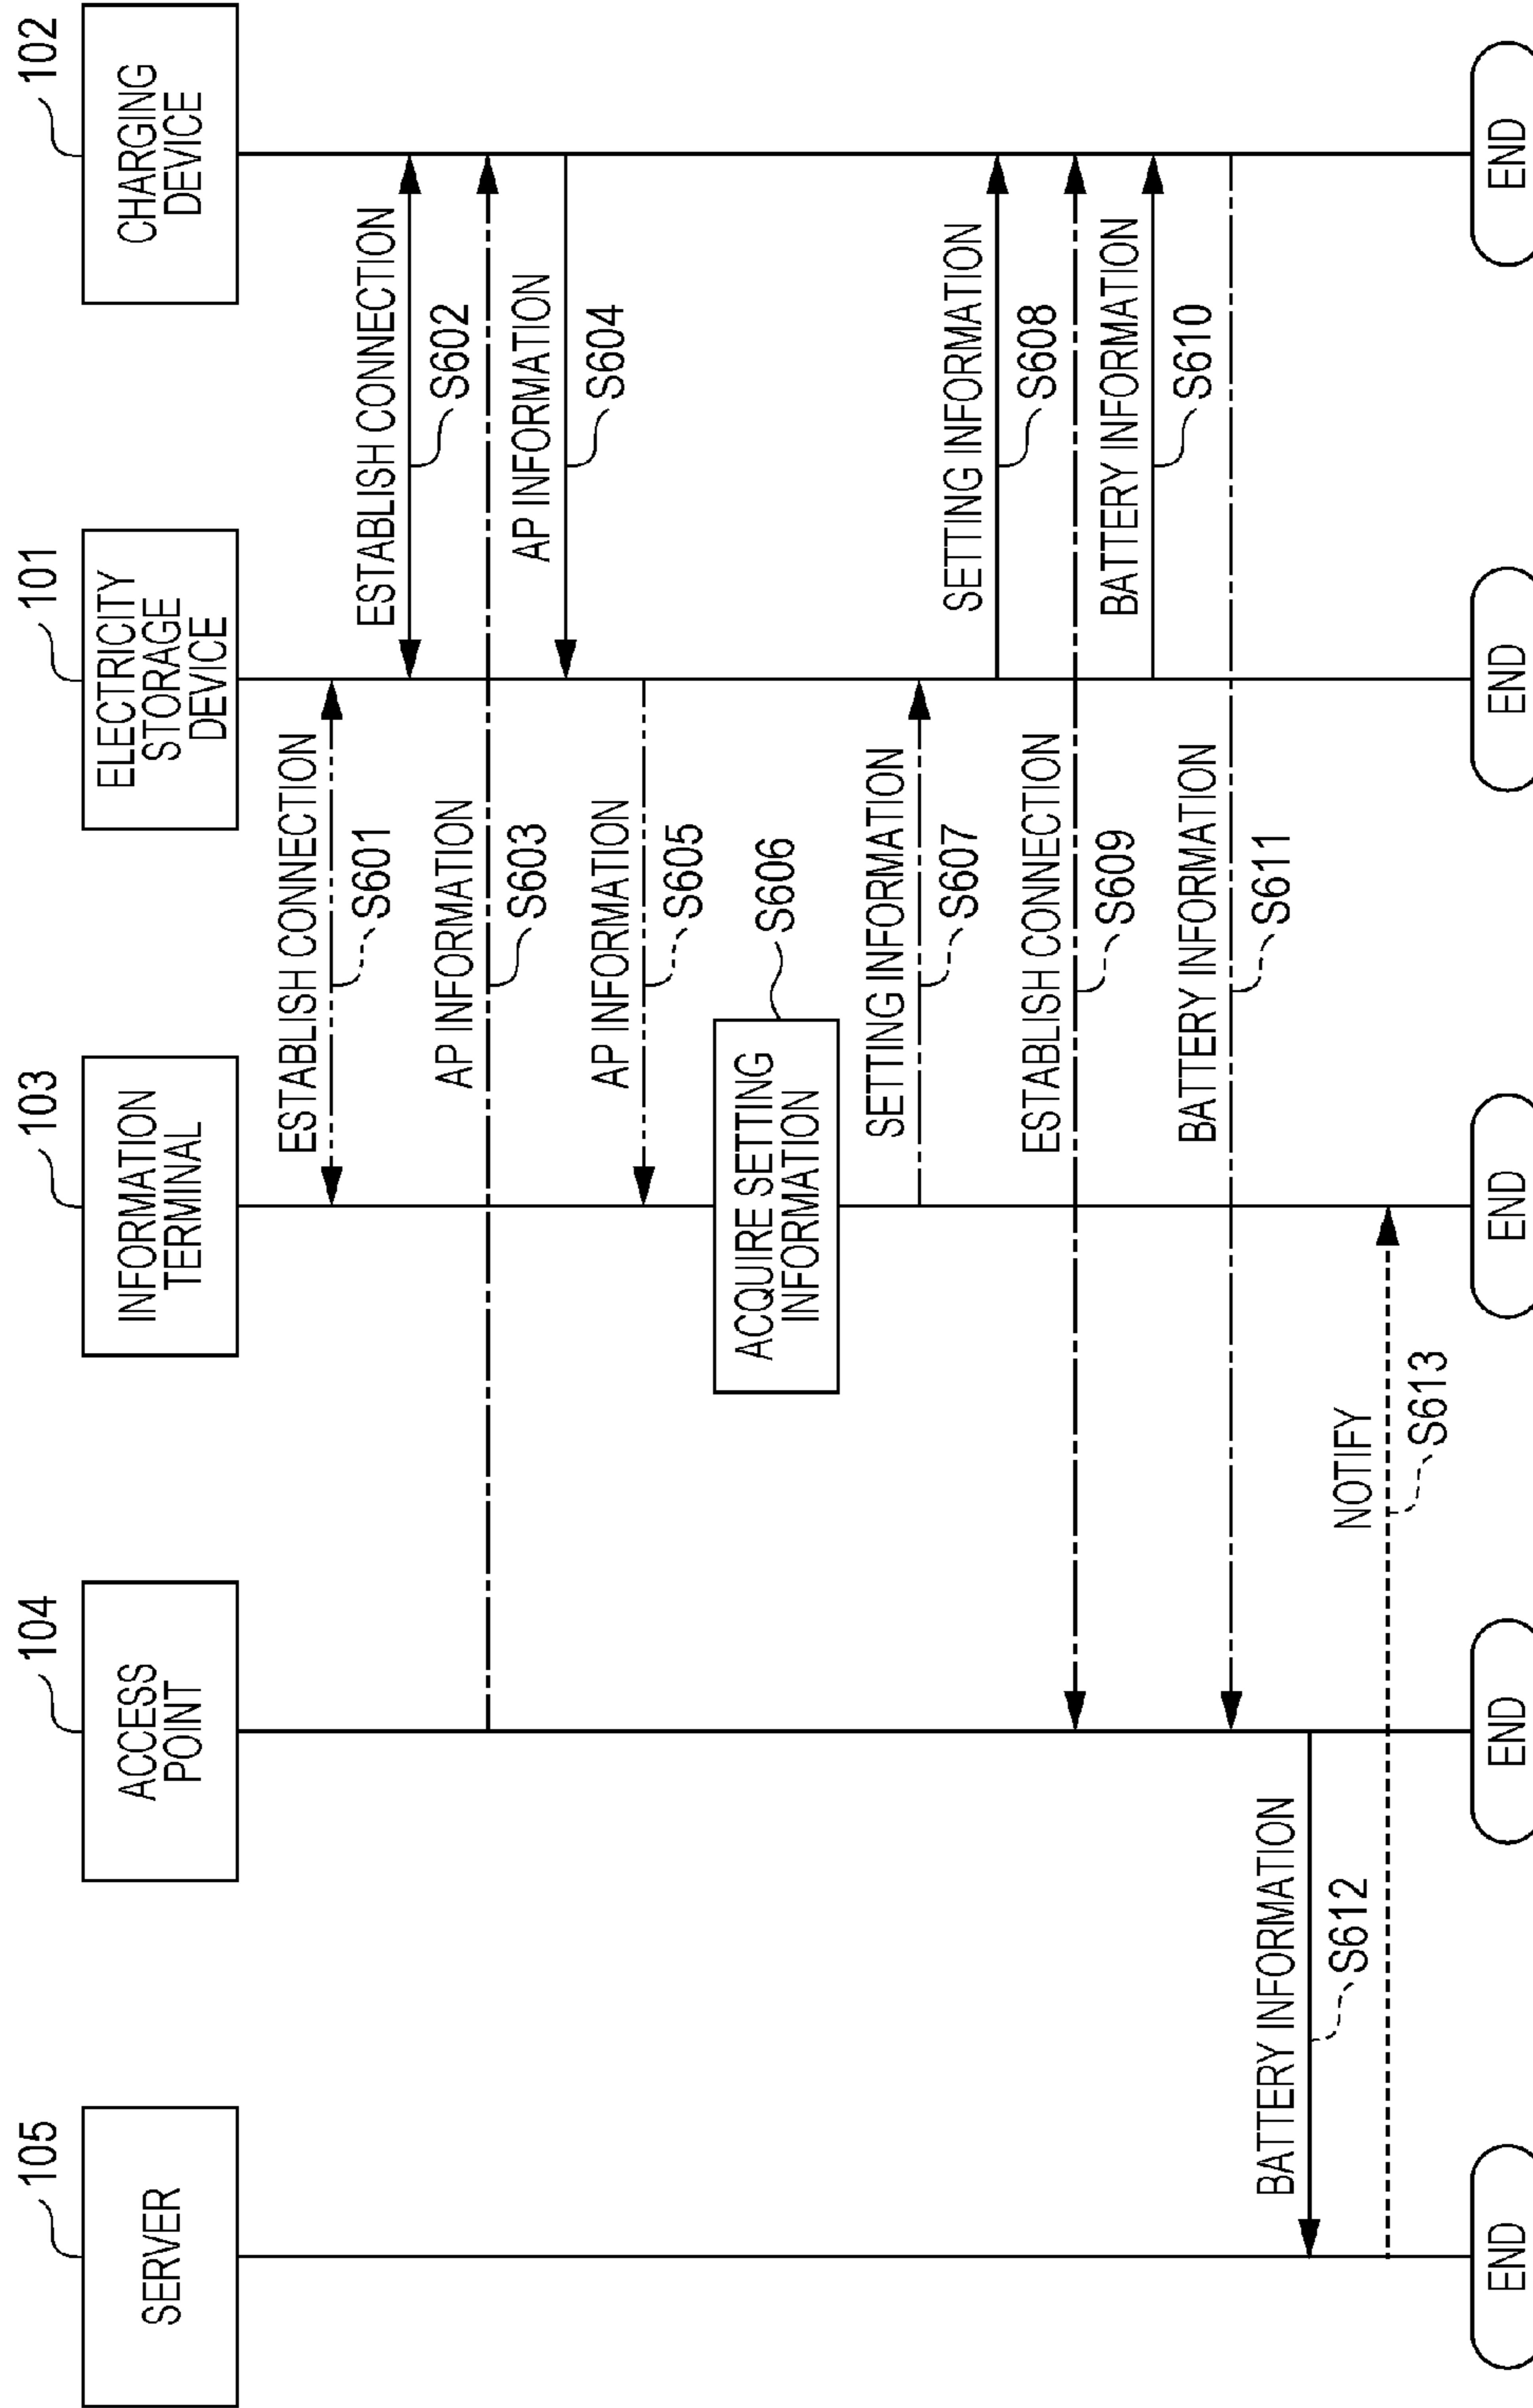 105
SERVER
104
ACCESS
POINT
103
INFORMATION
TERMINAL
101
ELECTRICITY
STORAGE
DEVICE
102
CHARGING
DEVICE
ESTABLISH CONNECTION
S601
ESTABLISH CONNECTION
S602
AP INFORMATION
S603
AP INFORMATION
S604
AP INFORMATION
S605
ACQUIRE SETTING
INFORMATION
S606
SETTING INFORMATION
S607
SETTING INFORMATION
S608
ESTABLISH CONNECTION
S609
BATTERY INFORMATION
S610
BATTERY INFORMATION
S611
BATTERY INFORMATION
S612
NOTIFY
S613
END
END
END
END
END